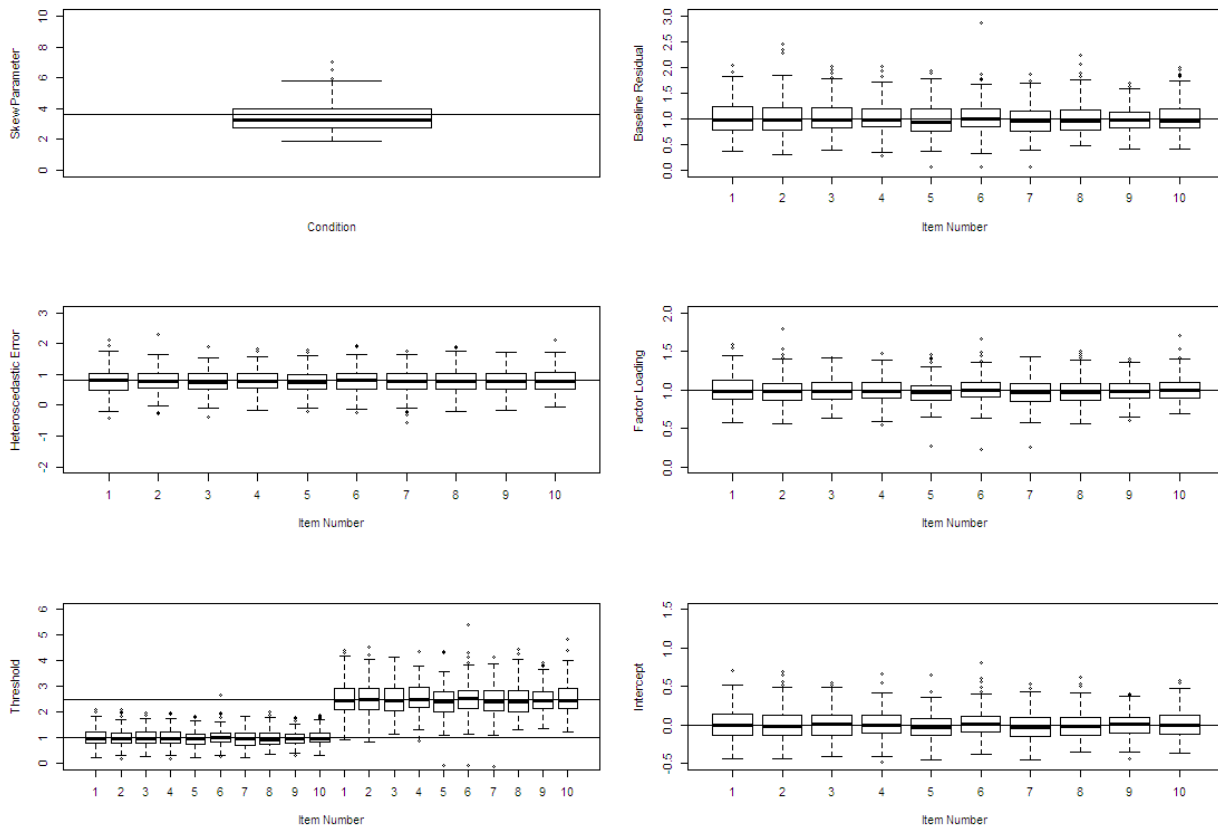 Skew Parameter
10
8
6
4
2
0
Condition
Baseline Residual
3.0
2.5
2.0
1.5
1.0
0.5
0.0
1 2 3 4 5 6 7 8 9 10
Item Number
Heteroscedastic Error
3
2
1
0
-1
-2
1 2 3 4 5 6 7 8 9 10
Item Number
Factor Loading
2.0
1.5
1.0
0.5
0.0
1 2 3 4 5 6 7 8 9 10
Item Number
Threshold
6
5
4
3
2
1
0
1 2 3 4 5 6 7 8 9 10 1 2 3 4 5 6 7 8 9 10
Item Number
Intercept
1.5
1.0
0.5
0.0
-0.5
1 2 3 4 5 6 7 8 9 10
Item Number